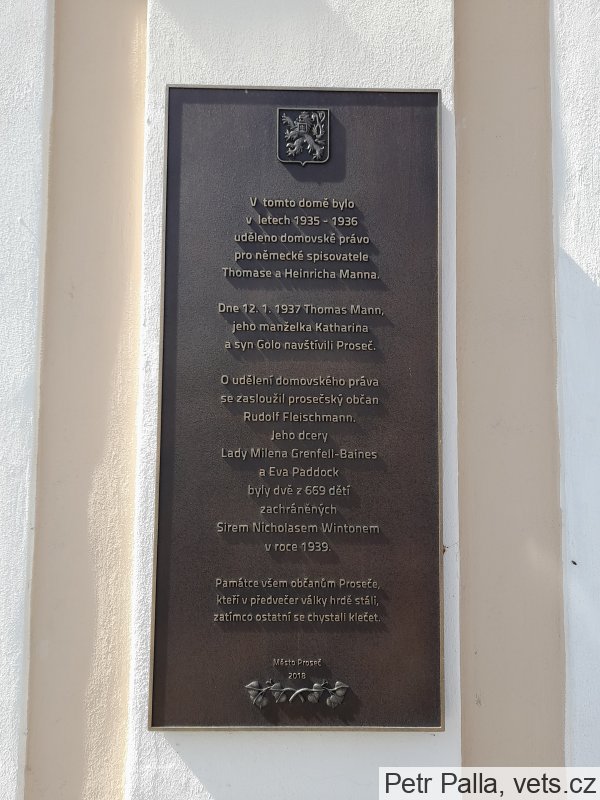 V tomto domě bylo
v letech 1935 - 1936
uděleno domovské právo
pro německé spisovatele
Thomase a Heinricha Manna.
Dne 12. 1. 1937 Thomas Mann,
jeho manželka Katharina
a syn Golo navštívili Proseč.
O udělení domovského práva
se zasloužil prosečský občan
Rudolf Fleischmann.
Jeho dcery
Lady Milena Grenfell-Baines
a Eva Paddock
byly dvě z 669 dětí
zachráněných
Sirem Nicholasem Wintonem
v roce 1939.
Památce všem občanům Proseče,
kteří v předvečer války hrdě stáli,
zatímco ostatní se chystali klečet.
Město Proseč
2018
Petr Palla, vets.cz